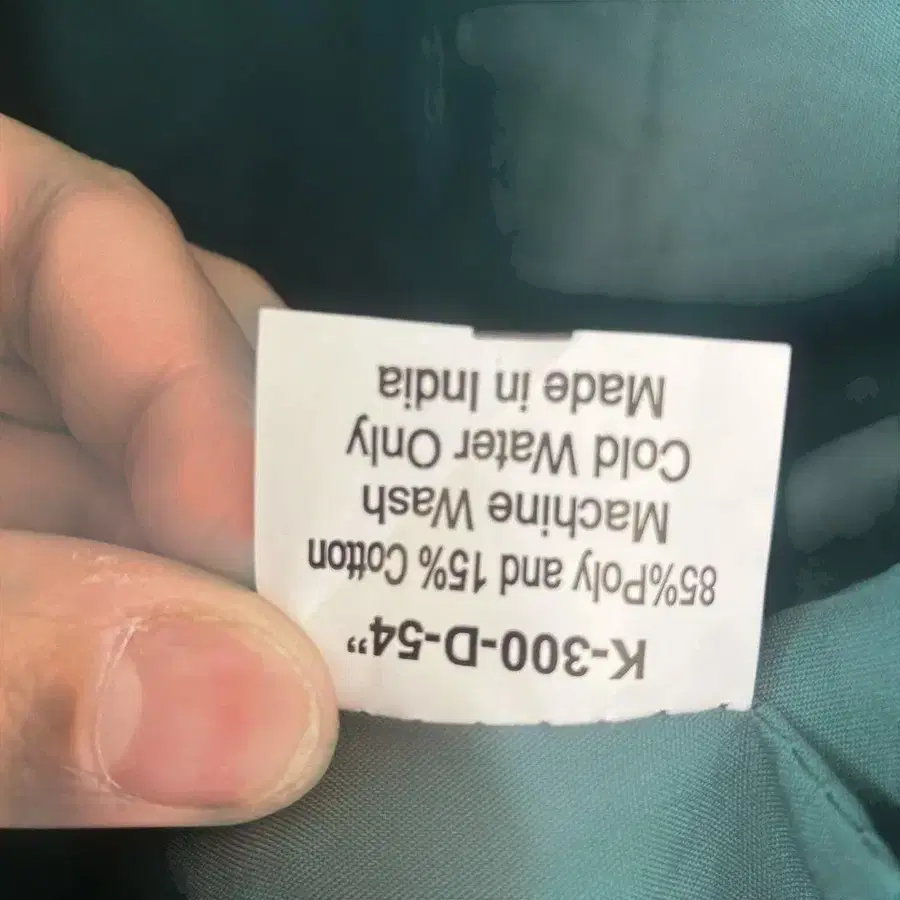 K-300-D-54”
85%Poly and 15% Cotton
Machine Wash
Cold Water Only
Made in India